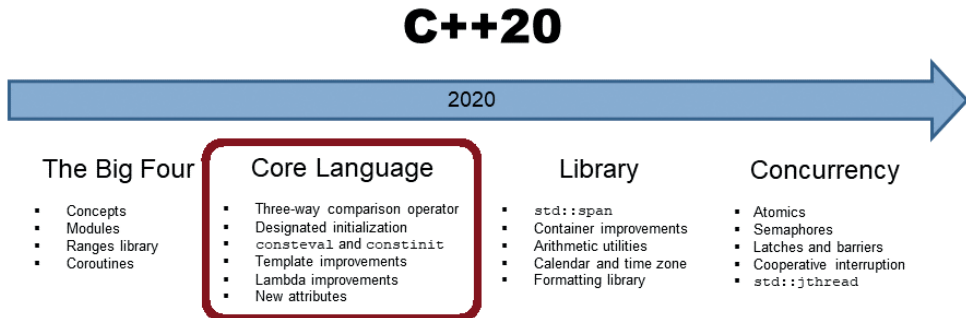 C++20
2020
The Big Four
▪ Concepts
▪ Modules
▪ Ranges library
▪ Coroutines
Core Language
▪ Three-way comparison operator
▪ Designated initialization
▪ consteval and constinit
▪ Template improvements
▪ Lambda improvements
▪ New attributes
Library
▪ std::span
▪ Container improvements
▪ Arithmetic utilities
▪ Calendar and time zone
▪ Formatting library
Concurrency
▪ Atomics
▪ Semaphores
▪ Latches and barriers
▪ Cooperative interruption
▪ std::jthread